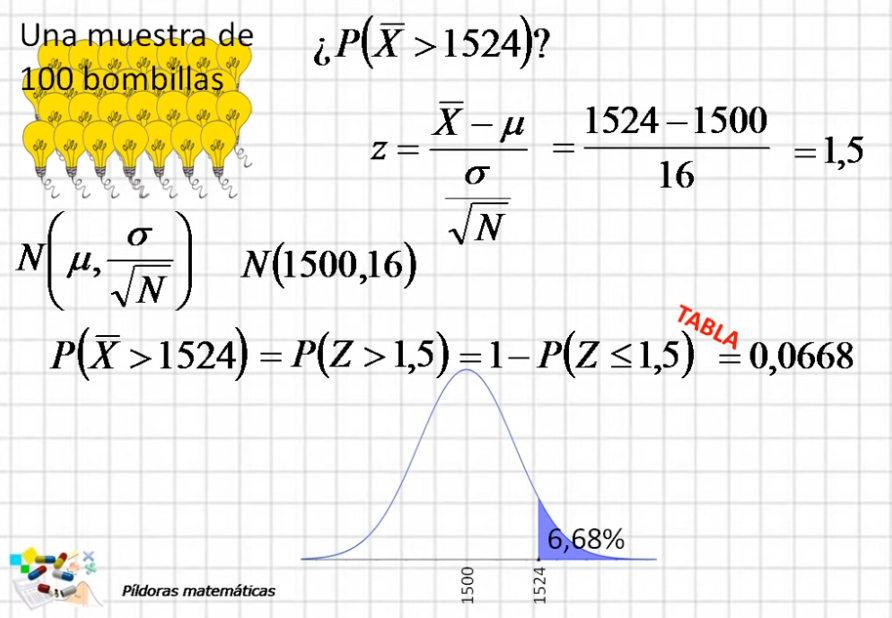 Una muestra de
100 bombillas
¿P(X̅ >1524)?
z = (X̅ − μ) / (σ / √N) = (1524 −1500) / 16 = 1,5
N(μ, σ / √N) N(1500,16)
TABLA
P(X̅ >1524) = P(Z >1,5) = 1− P(Z ≤1,5) = 0,0668
6,68%
1500
1524
Píldoras matemáticas